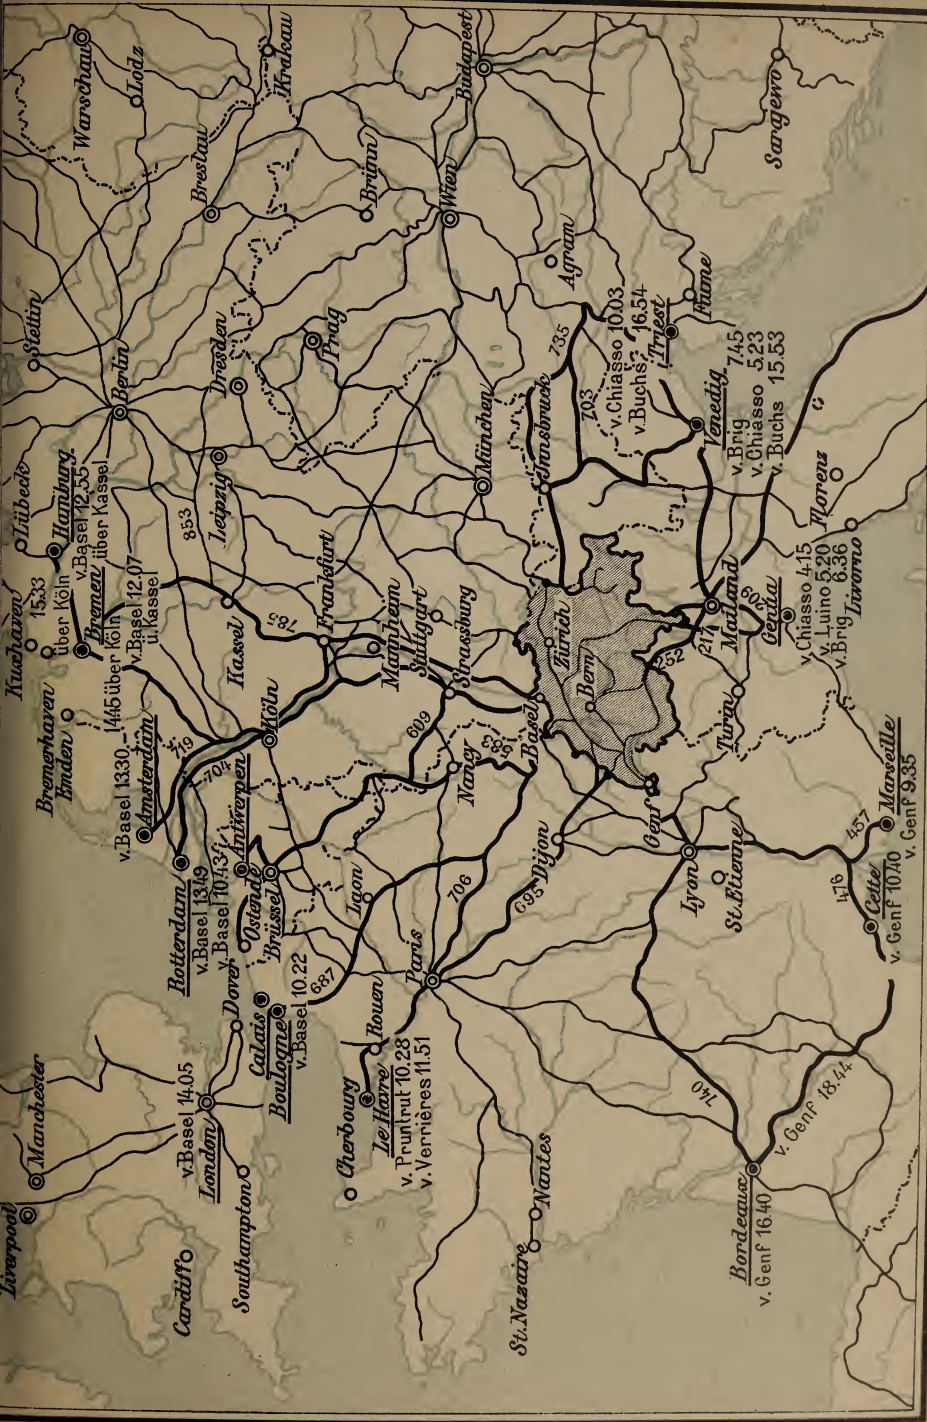 Liverpool
Manchester
Cardiff
Southampton
v. Basel 14.05
London
Dover
Calais
Boulogne
v. Basel 10.22
687
Cherbourg
Rouen
Le Havre
v. Pruntrut 10.28
v. Verrières 11.51
Paris
Nantes
St. Nazaire
Bordeaux
v. Genf 16.40
v. Genf 18.44
740
Bremerhaven
Emden
Kuxhaven
15.33
über Köln
Lübeck
Hamburg
v. Basel 12.55
über Kassel
Bremen
14.45 über Köln
v. Basel 12.07
ü. Kassel
v. Basel 13.30
Amsterdam
719
704
Rotterdam
v. Basel 13.49
Antwerpen
v. Basel 10.43
Ostende
Brüssel
Laon
706
695
Dijon
Nancy
609
583
Köln
Kassel
785
Frankfurt
Mannheim
Stuttgart
Strassburg
Basel
Zürich
Bern
Genf
Lyon
St. Etienne
457
476
Marseille
v. Genf 9.35
Cette
v. Genf 10.40
Turin
252
217
209
Mailand
Genua
v. Chiasso 4.15
v. Luino 5.20
v. Brig 6.36
Livorno
Florenz
Venedig
v. Brig 7.45
v. Chiasso 5.23
v. Buchs 15.53
Triest
v. Chiasso 10.03
v. Buchs 16.54
Fiume
Agram
735
703
Innsbruck
München
Stettin
Berlin
853
Leipzig
Dresden
Prag
Breslau
Brünn
Wien
Warschau
Lodz
Krakau
Budapest
Sarajewo